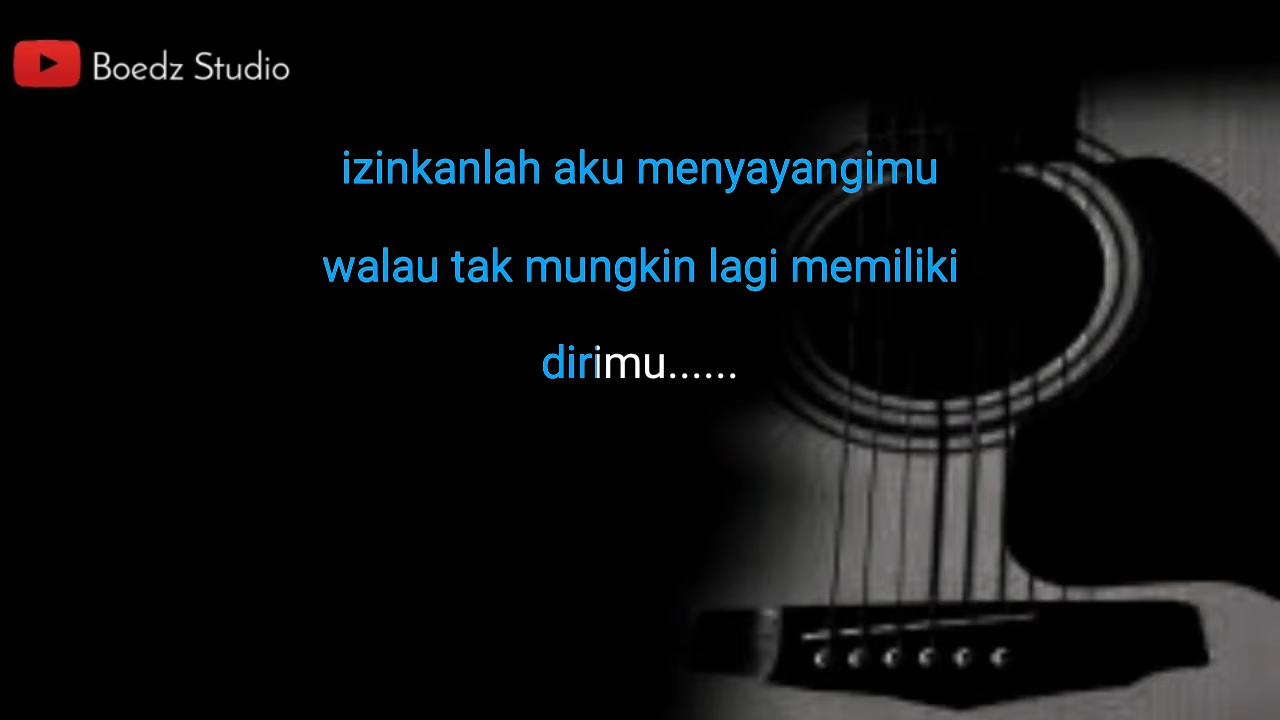 Boedz Studio
izinkanlah aku menyayangimu
walau tak mungkin lagi memiliki
dirimu......